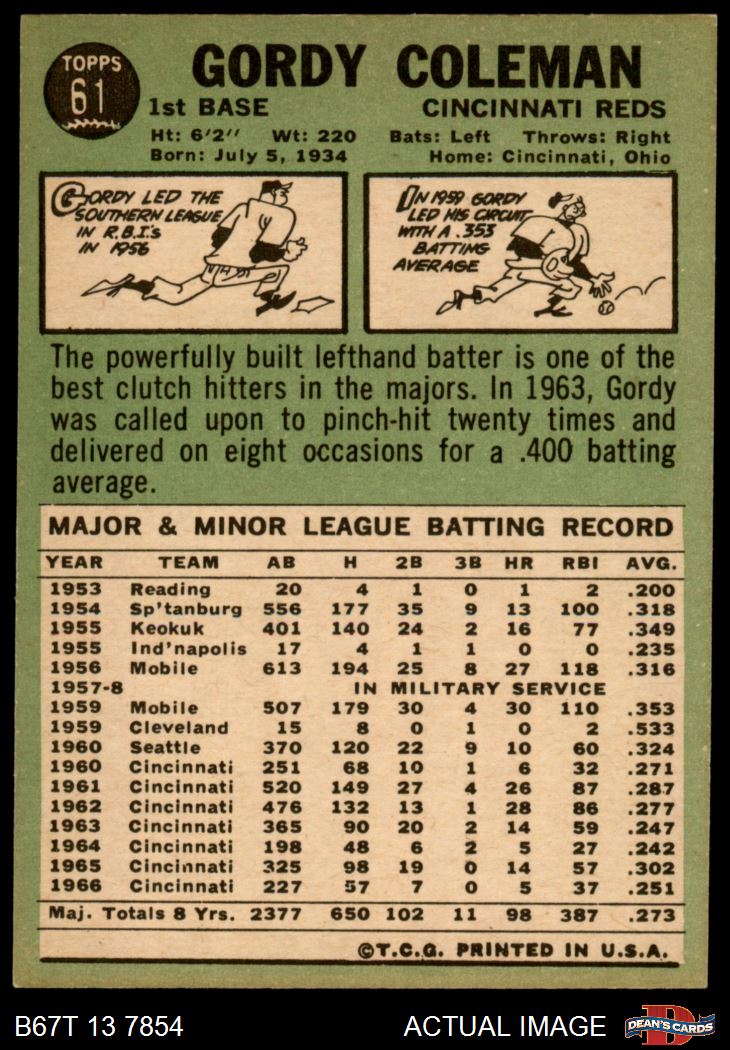 TOPPS
61
GORDY COLEMAN
1st BASE CINCINNATI REDS
Ht: 6'2" Wt: 220 Bats: Left Throws: Right
Born: July 5, 1934 Home: Cincinnati, Ohio
GORDY LED THE
SOUTHERN LEAGUE
IN R.B.I.'s
IN 1956
IN 1959 GORDY
LED HIS CIRCUIT
WITH A .353
BATTING
AVERAGE
The powerfully built lefthand batter is one of the
best clutch hitters in the majors. In 1963, Gordy
was called upon to pinch-hit twenty times and
delivered on eight occasions for a .400 batting
average.
MAJOR & MINOR LEAGUE BATTING RECORD
YEAR TEAM AB H 2B 3B HR RBI AVG.
1953 Reading 20 4 1 0 1 2 .200
1954 Sp'tanburg 556 177 35 9 13 100 .318
1955 Keokuk 401 140 24 2 16 77 .349
1955 Ind'napolis 17 4 1 1 0 0 .235
1956 Mobile 613 194 25 8 27 118 .316
1957-8 IN MILITARY SERVICE
1959 Mobile 507 179 30 4 30 110 .353
1959 Cleveland 15 8 0 1 0 2 .533
1960 Seattle 370 120 22 9 10 60 .324
1960 Cincinnati 251 68 10 1 6 32 .271
1961 Cincinnati 520 149 27 4 26 87 .287
1962 Cincinnati 476 132 13 1 28 86 .277
1963 Cincinnati 365 90 20 2 14 59 .247
1964 Cincinnati 198 48 6 2 5 27 .242
1965 Cincinnati 325 98 19 0 14 57 .302
1966 Cincinnati 227 57 7 0 5 37 .251
Maj. Totals 8 Yrs. 2377 650 102 11 98 387 .273
©T.C.G. PRINTED IN U.S.A.
B67T 13 7854 ACTUAL IMAGE D DEAN'S CARDS